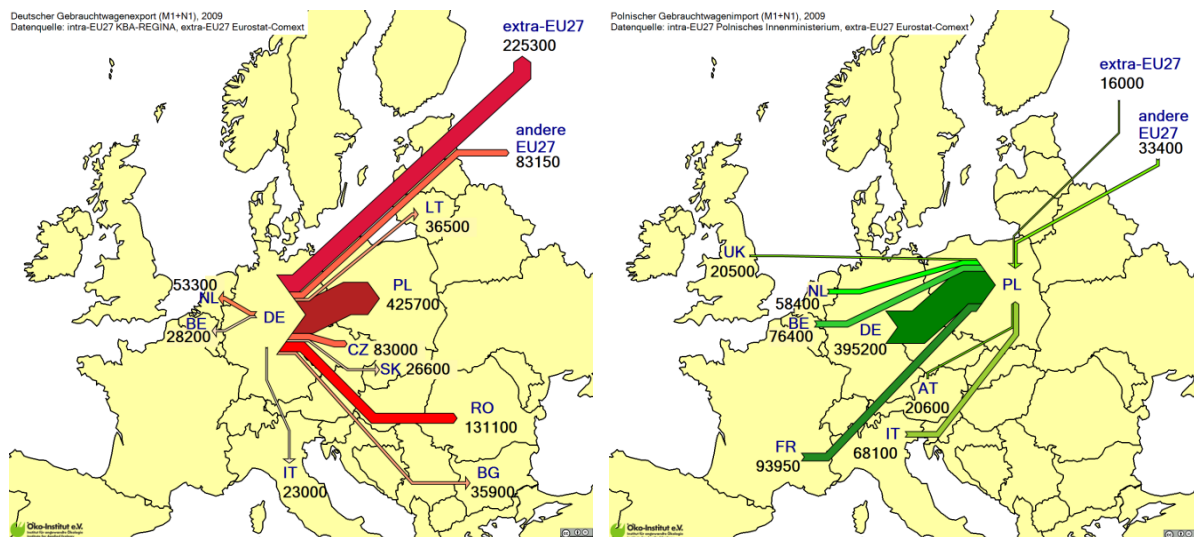 Deutscher Gebrauchtwagenexport (M1+N1), 2009
Datenquelle: intra-EU27 KBA-REGINA, extra-EU27 Eurostat-Comext
extra-EU27
225300
andere
EU27
83150
LT
36500
53300
NL
PL
425700
DE
BE
28200
CZ 83000
SK 26600
RO
131100
IT
23000
BG
35900
Öko-Institut e.V.
Polnischer Gebrauchtwagenimport (M1+N1), 2009
Datenquelle: intra-EU27 Polnisches Innenministerium, extra-EU27 Eurostat-Comext
extra-EU27
16000
andere
EU27
33400
UK
20500
PL
NL
58400
BE
76400
DE
395200
AT
20600
FR
93950
IT
68100
Öko-Institut e.V.